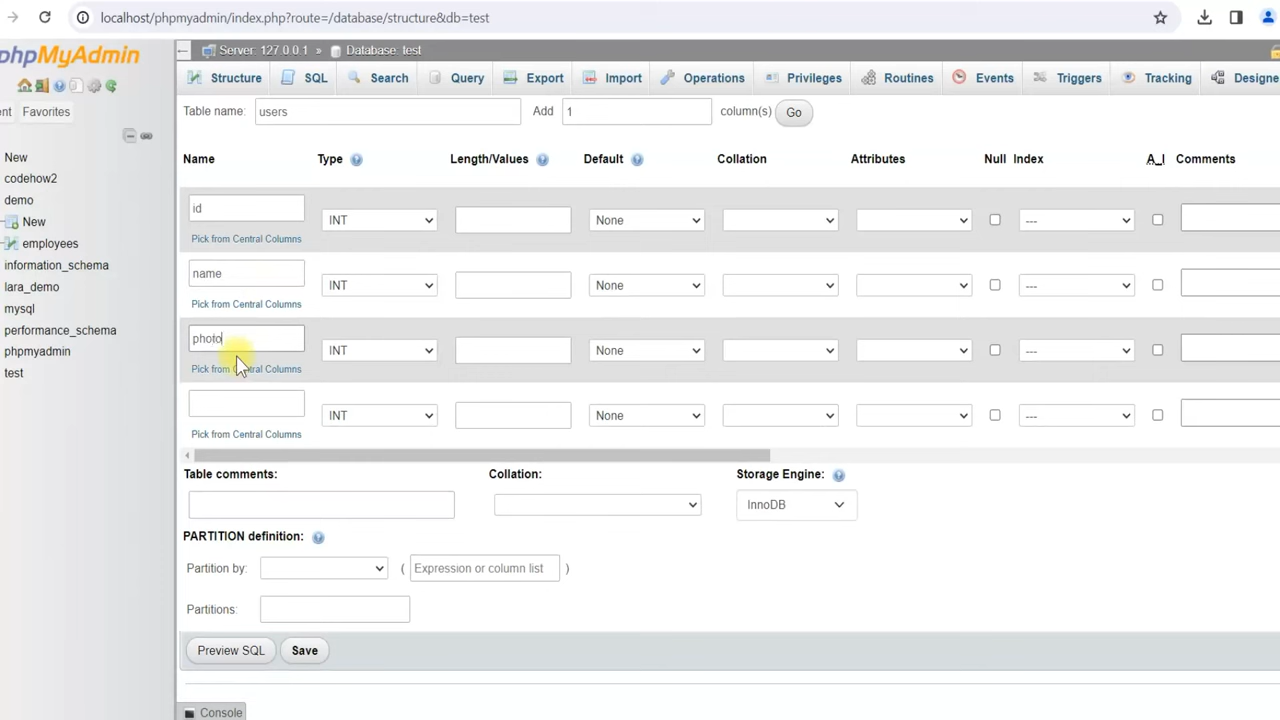 localhost/phpmyadmin/index.php?route=/database/structure&db=test
phpMyAdmin
Server: 127.0.0.1 » Database: test
Structure SQL Search Query Export Import Operations Privileges Routines Events Triggers Tracking Designe
nt Favorites
Table name: users Add 1 column(s) Go
New
codehow2
demo
New
employees
information_schema
lara_demo
mysql
performance_schema
phpmyadmin
test
Name Type Length/Values Default Collation Attributes Null Index A_I Comments
id INT None ---
Pick from Central Columns
name INT None ---
Pick from Central Columns
photo INT None ---
Pick from Central Columns
INT None ---
Pick from Central Columns
Table comments: Collation: Storage Engine:
InnoDB
PARTITION definition:
Partition by: ( Expression or column list )
Partitions:
Preview SQL Save
Console